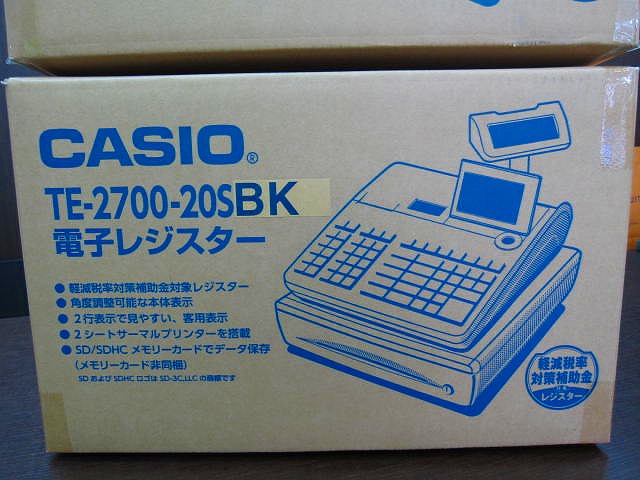 CASIO®
TE-2700-20SBK
電子レジスター
● 軽減税率対策補助金対象レジスター
● 角度調整可能な本体表示
● 2行表示で見やすい、客用表示
● 2シートサーマルプリンターを搭載
● SD/SDHC メモリーカードでデータ保存
(メモリーカード非同梱)
SD および SDHC ロゴは SD-3C,LLC の商標です
軽減税率
対策補助金
対象
レジスター